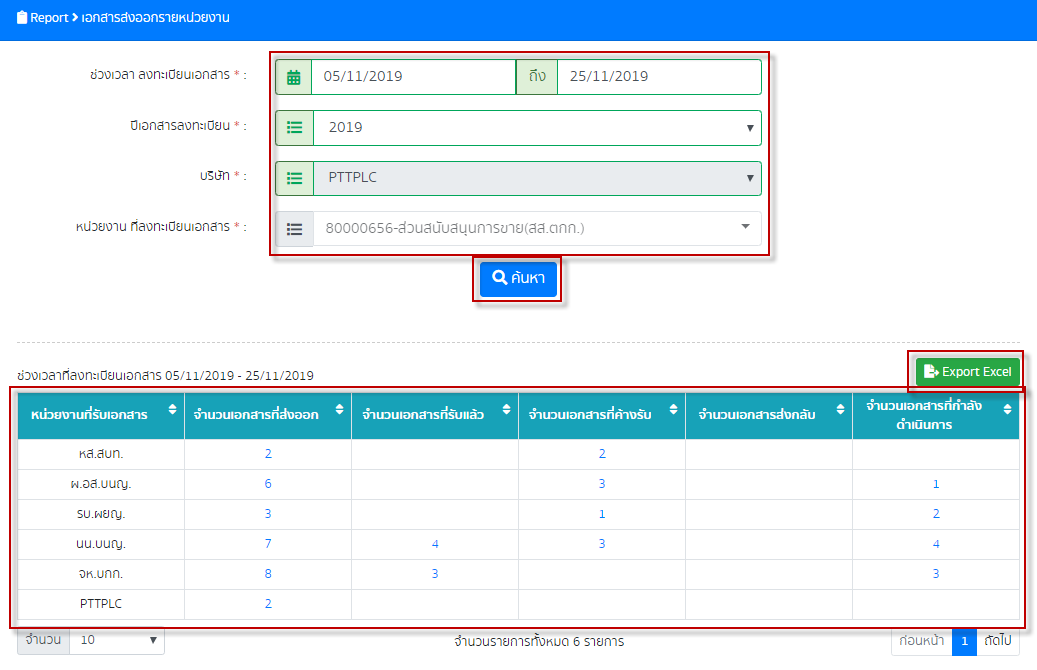 Report > เอกสารส่งออกรายหน่วยงาน
ช่วงเวลา ลงทะเบียนเอกสาร * : 05/11/2019 ถึง 25/11/2019
ปีเอกสารลงทะเบียน * : 2019
บริษัท * : PTTPLC
หน่วยงาน ที่ลงทะเบียนเอกสาร * : 80000656-ส่วนสนับสนุนการขาย(สส.ตกก.)
ค้นหา
ช่วงเวลาที่ลงทะเบียนเอกสาร 05/11/2019 - 25/11/2019 Export Excel
หน่วยงานที่รับเอกสาร จำนวนเอกสารที่ส่งออก จำนวนเอกสารที่รับแล้ว จำนวนเอกสารที่ค้างรับ จำนวนเอกสารส่งกลับ จำนวนเอกสารที่กำลัง
ดำเนินการ
หส.สบท. 2 2
ผ.อส.บนญ. 6 3 1
รบ.ผยญ. 3 1 2
นน.บนญ. 7 4 3 4
จห.บกก. 8 3 3
PTTPLC 2
จำนวน 10 จำนวนรายการทั้งหมด 6 รายการ ก่อนหน้า 1 ถัดไป